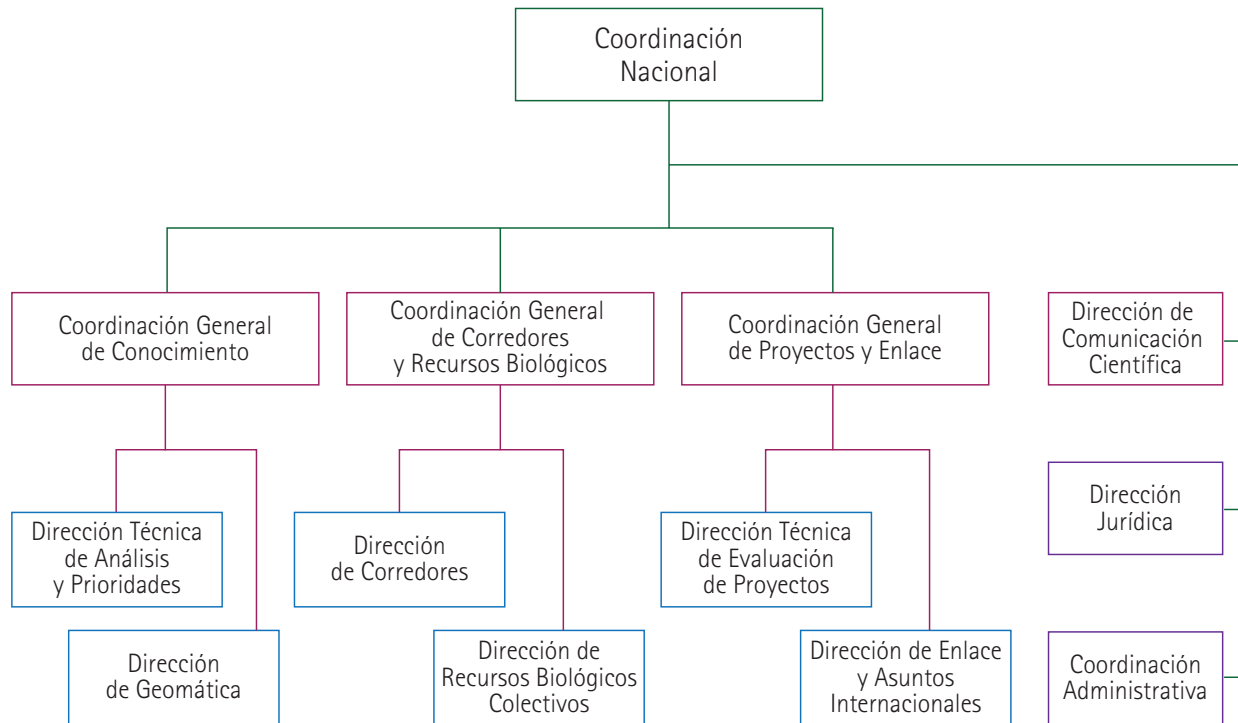 Coordinación
Nacional
Coordinación General
de Conocimiento
Coordinación General
de Corredores
y Recursos Biológicos
Coordinación General
de Proyectos y Enlace
Dirección de
Comunicación
Científica
Dirección Técnica
de Análisis
y Prioridades
Dirección
de Corredores
Dirección Técnica
de Evaluación
de Proyectos
Dirección
Jurídica
Dirección
de Geomática
Dirección de
Recursos Biológicos
Colectivos
Dirección de Enlace
y Asuntos
Internacionales
Coordinación
Administrativa